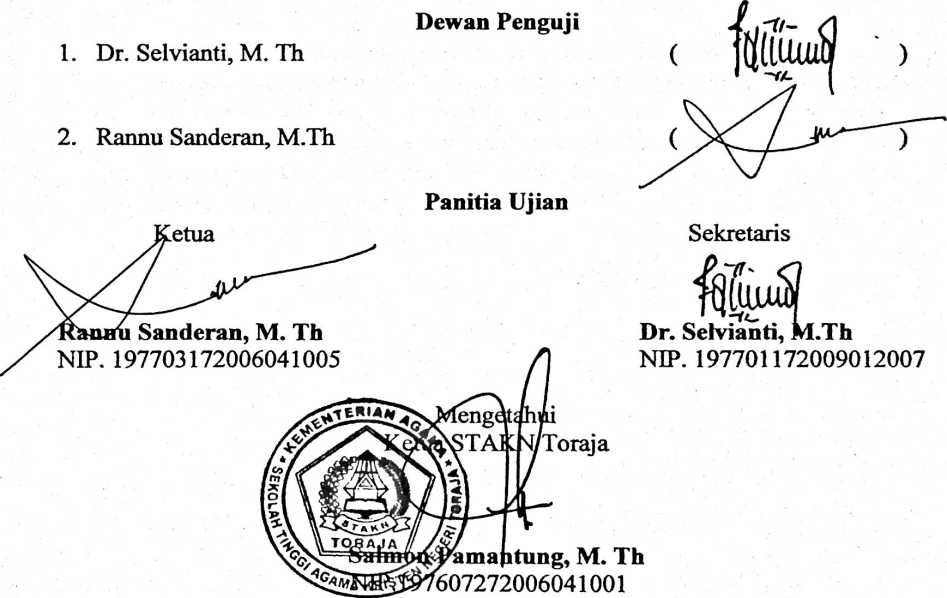 Dewan Penguji
1. Dr. Selvianti, M. Th ( )
2. Rannu Sanderan, M.Th ( )
Panitia Ujian
Ketua Sekretaris
Rannu Sanderan, M. Th Dr. Selvianti, M.Th
NIP. 197703172006041005 NIP. 197701172009012007
Mengetahui
Ketua STAKN Toraja
KEMENTERIAN AGAMA
SEKOLAH TINGGI AGAMA KRISTEN NEGERI TORAJA
STAKN
TORAJA
Salmon Pamantung, M. Th
NIP. 197607272006041001